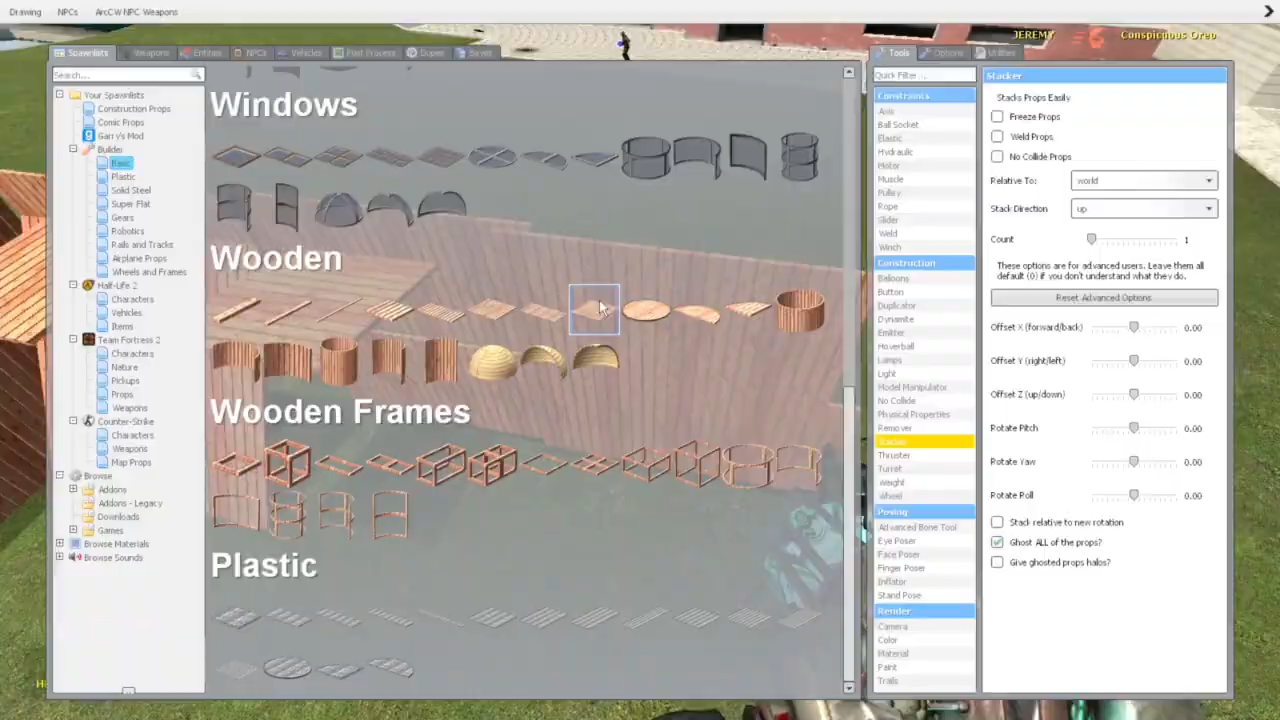 Drawing NPCs ArcCW NPC Weapons
JEREMY Conspicuous Oreo
Spawnlists Weapons Entities NPCs Vehicles Post Process Dupes Saves
Search...
Your Spawnlists
Construction Props
Comic Props
Garry's Mod
Builder
Basic
Plastic
Solid Steel
Super Flat
Gears
Robotics
Rails and Tracks
Airplane Props
Wheels and Frames
Half-Life 2
Characters
Vehicles
Items
Team Fortress 2
Characters
Nature
Pickups
Props
Weapons
Counter-Strike
Characters
Weapons
Map Props
Browse
Addons
Addons - Legacy
Downloads
Games
Browse Materials
Browse Sounds
Windows
Wooden
Wooden Frames
Plastic
Tools Options Utilities
Quick Filter ...
Constraints
Axis
Ball Socket
Elastic
Hydraulic
Motor
Muscle
Pulley
Rope
Slider
Weld
Winch
Construction
Balloons
Button
Duplicator
Dynamite
Emitter
Hoverball
Lamps
Light
Model Manipulator
No Collide
Physical Properties
Remover
Stacker
Thruster
Turret
Weight
Wheel
Posing
Advanced Bone Tool
Eye Poser
Face Poser
Finger Poser
Inflator
Stand Pose
Render
Camera
Color
Material
Paint
Trails
Stacker
Stacks Props Easily
Freeze Props
Weld Props
No Collide Props
Relative To: world
Stack Direction up
Count 1
These options are for advanced users. Leave them all
default (0) if you don't understand what they do.
Reset Advanced Options
Offset X (forward/back) 0.00
Offset Y (right/left) 0.00
Offset Z (up/down) 0.00
Rotate Pitch 0.00
Rotate Yaw 0.00
Rotate Roll 0.00
Stack relative to new rotation
Ghost ALL of the props?
Give ghosted props halos?